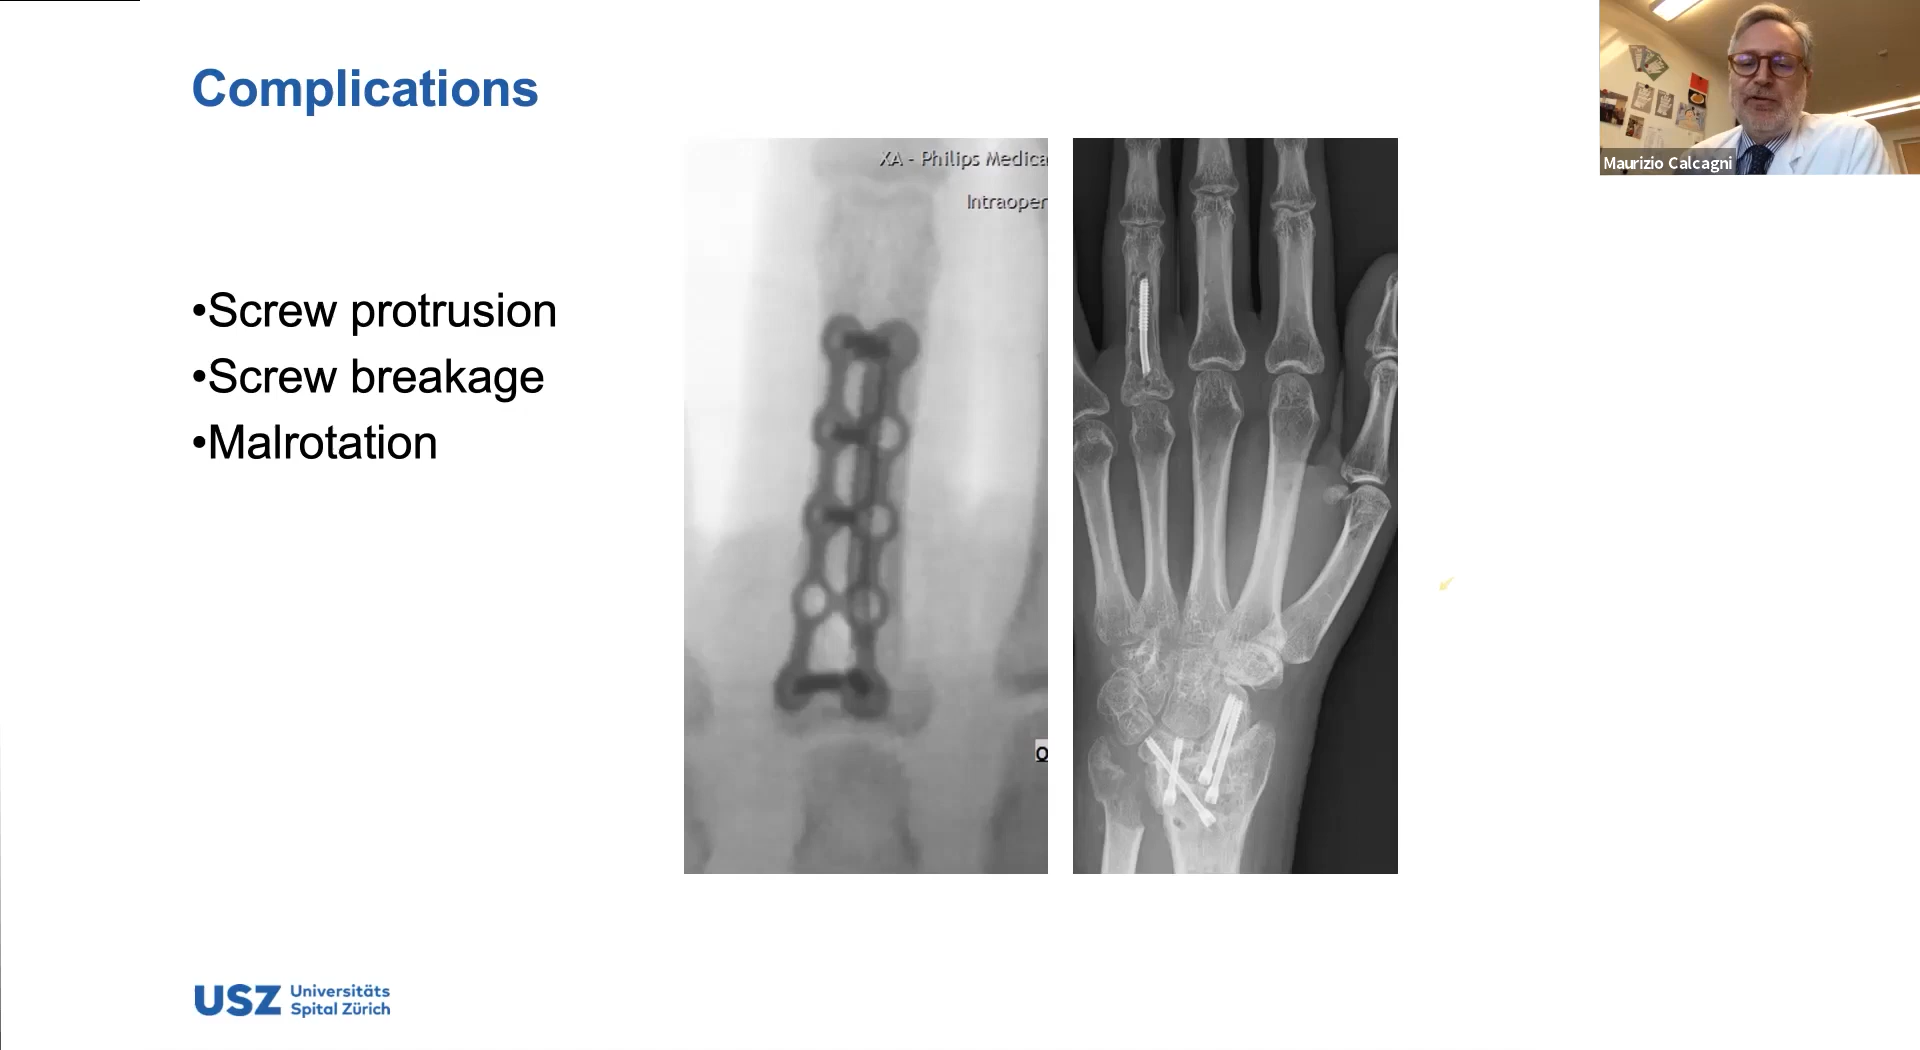 Complications
XA - Philips Medica
Intraoper
Maurizio Calcagni
•Screw protrusion
•Screw breakage
•Malrotation
O
USZ Universitäts
Spital Zürich